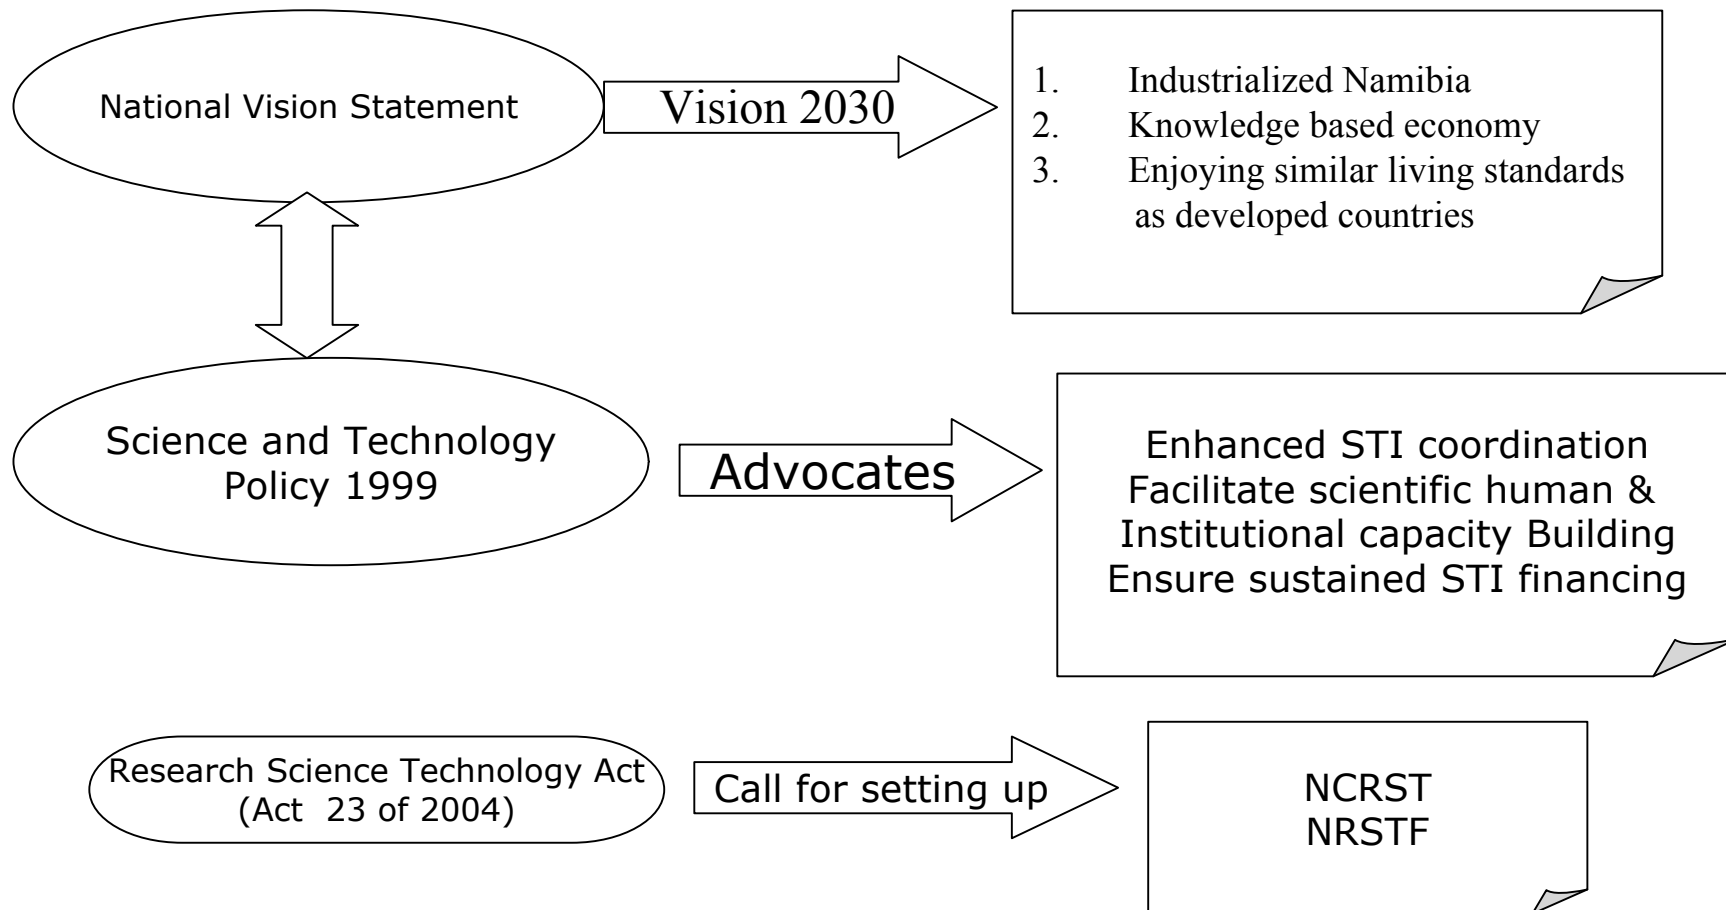 National Vision Statement
Vision 2030
1. Industrialized Namibia
2. Knowledge based economy
3. Enjoying similar living standards
as developed countries
Science and Technology
Policy 1999
Advocates
Enhanced STI coordination
Facilitate scientific human &
Institutional capacity Building
Ensure sustained STI financing
Research Science Technology Act
(Act 23 of 2004)
Call for setting up
NCRST
NRSTF